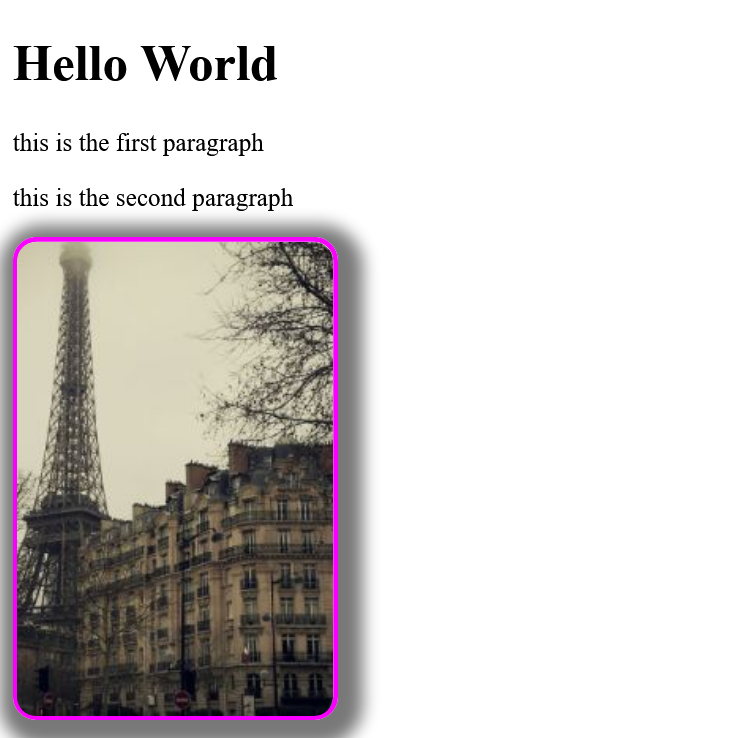 Hello World
this is the first paragraph
this is the second paragraph